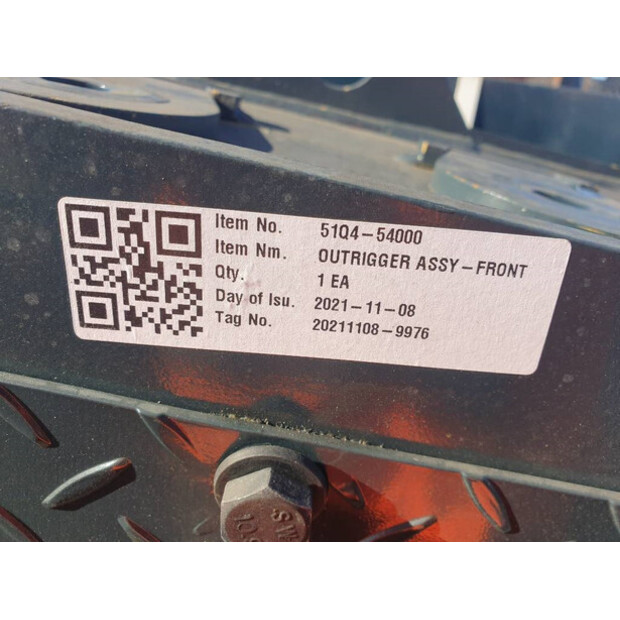 Item No. 51Q4-54000
Item Nm. OUTRIGGER ASSY-FRONT
Qty. 1 EA
Day of Isu. 2021-11-08
Tag No. 20211108-9976